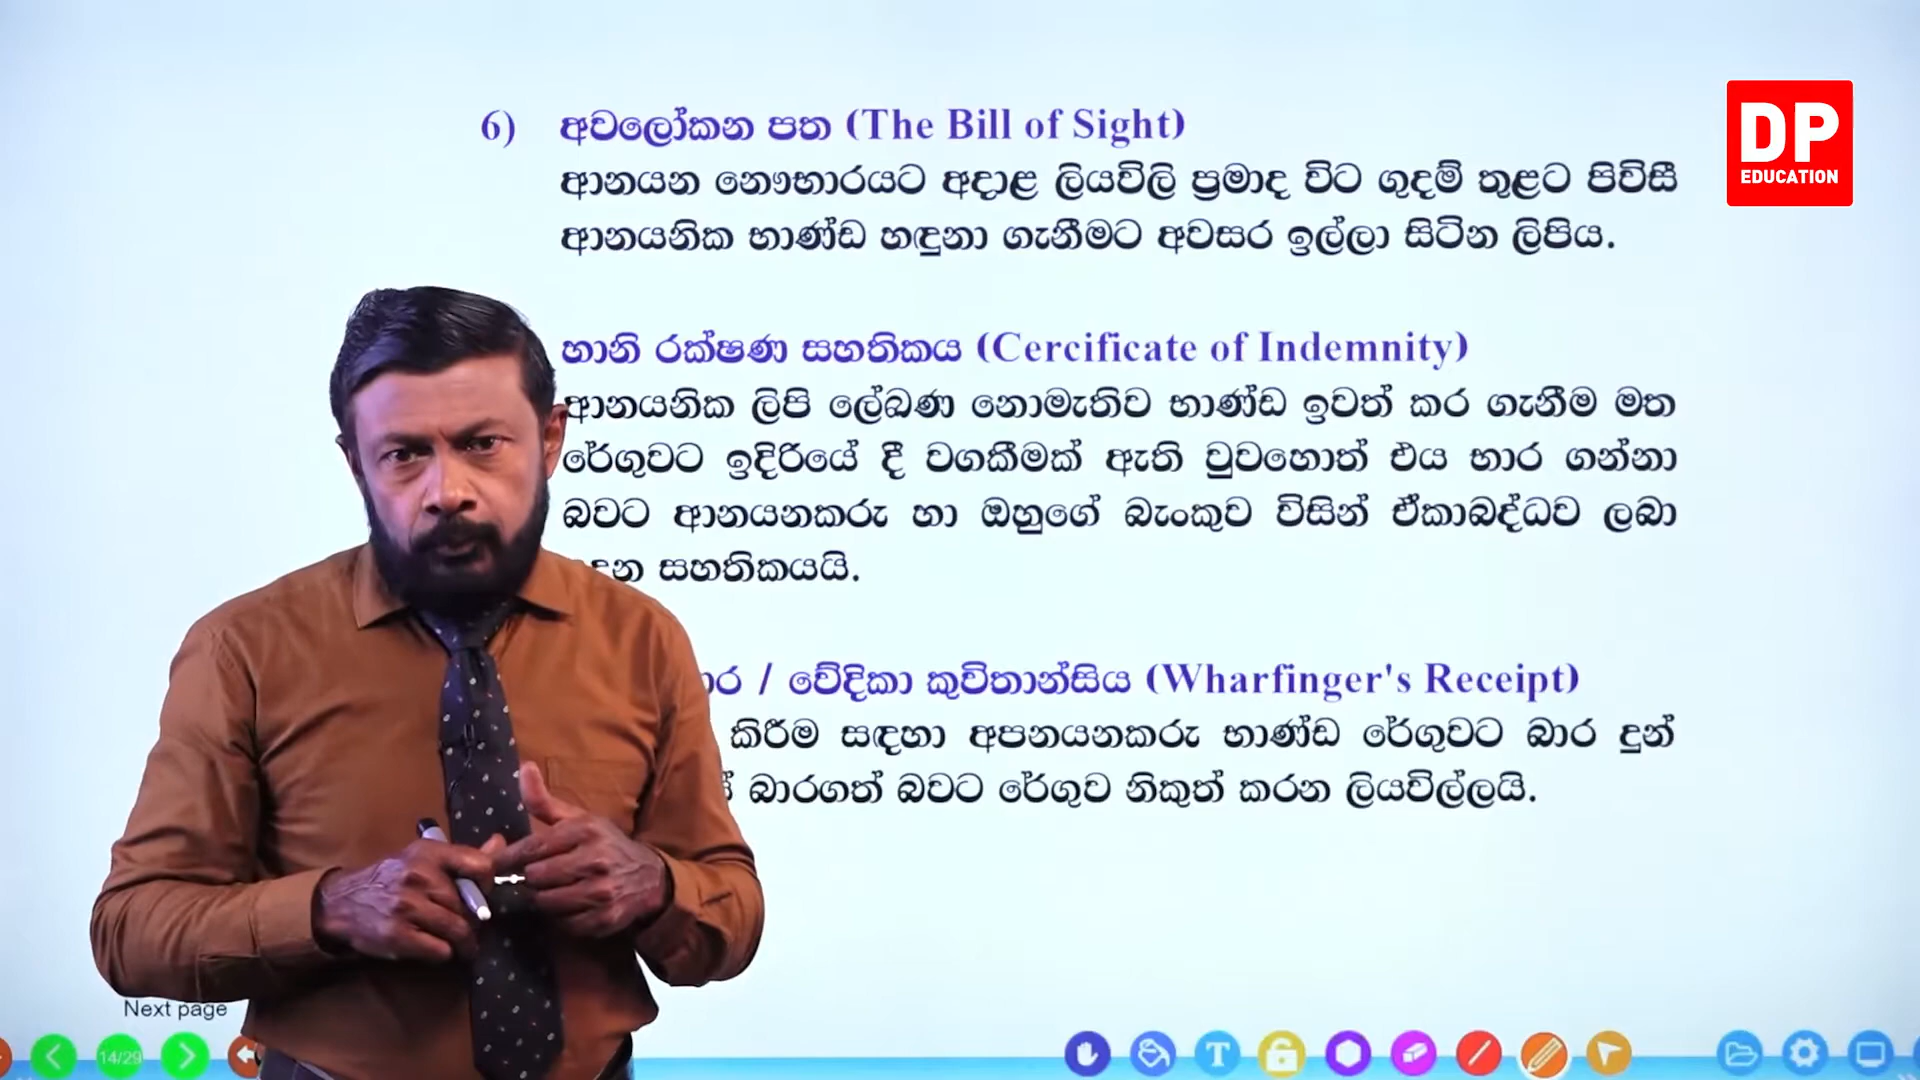 DP
EDUCATION
6) අවලෝකන පත (The Bill of Sight)
ආනයන නෞභාරයට අදාළ ලියවිලි ප්‍රමාද විට ගුදම් තුළට පිවිසී
ආනයනික භාණ්ඩ හඳුනා ගැනීමට අවසර ඉල්ලා සිටින ලිපිය.
හානි රක්ෂණ සහතිකය (Cercificate of Indemnity)
ආනයනික ලිපි ලේඛණ නොමැතිව භාණ්ඩ ඉවත් කර ගැනීම මත
රේගුවට ඉදිරියේ දී වගකීමක් ඇති වුවහොත් එය භාර ගන්නා
බවට ආනයනකරු හා ඔහුගේ බැංකුව විසින් ඒකාබද්ධව ලබා
සහතිකයයි.
/ වේදිකා කුවිතාන්සිය (Wharfinger's Receipt)
කිරීම සඳහා අපනයනකරු භාණ්ඩ රේගුවට බාර දුන්
බාරගත් බවට රේගුව නිකුත් කරන ලියවිල්ලයි.
Next page
14/29